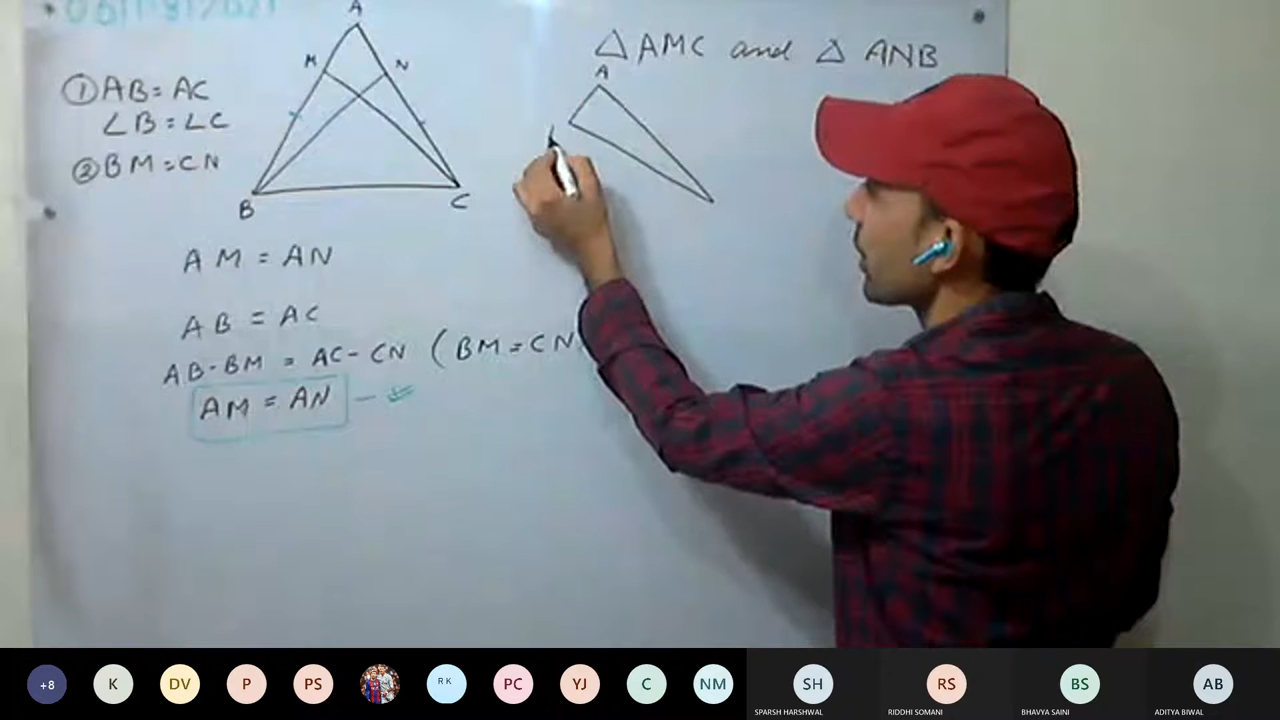 A
M
N
B
C
① AB = AC
∠B = ∠C
② BM = CN
AM = AN
AB = AC
AB - BM = AC - CN (BM = CN
AM = AN
△ AMC and △ ANB
A
+8
K
DV
P
PS
RK
PC
YJ
C
NM
SH
SPARSH HARSHWAL
RS
RIDDHI SOMANI
BS
BHAVYA SAINI
AB
ADITYA BIWAL